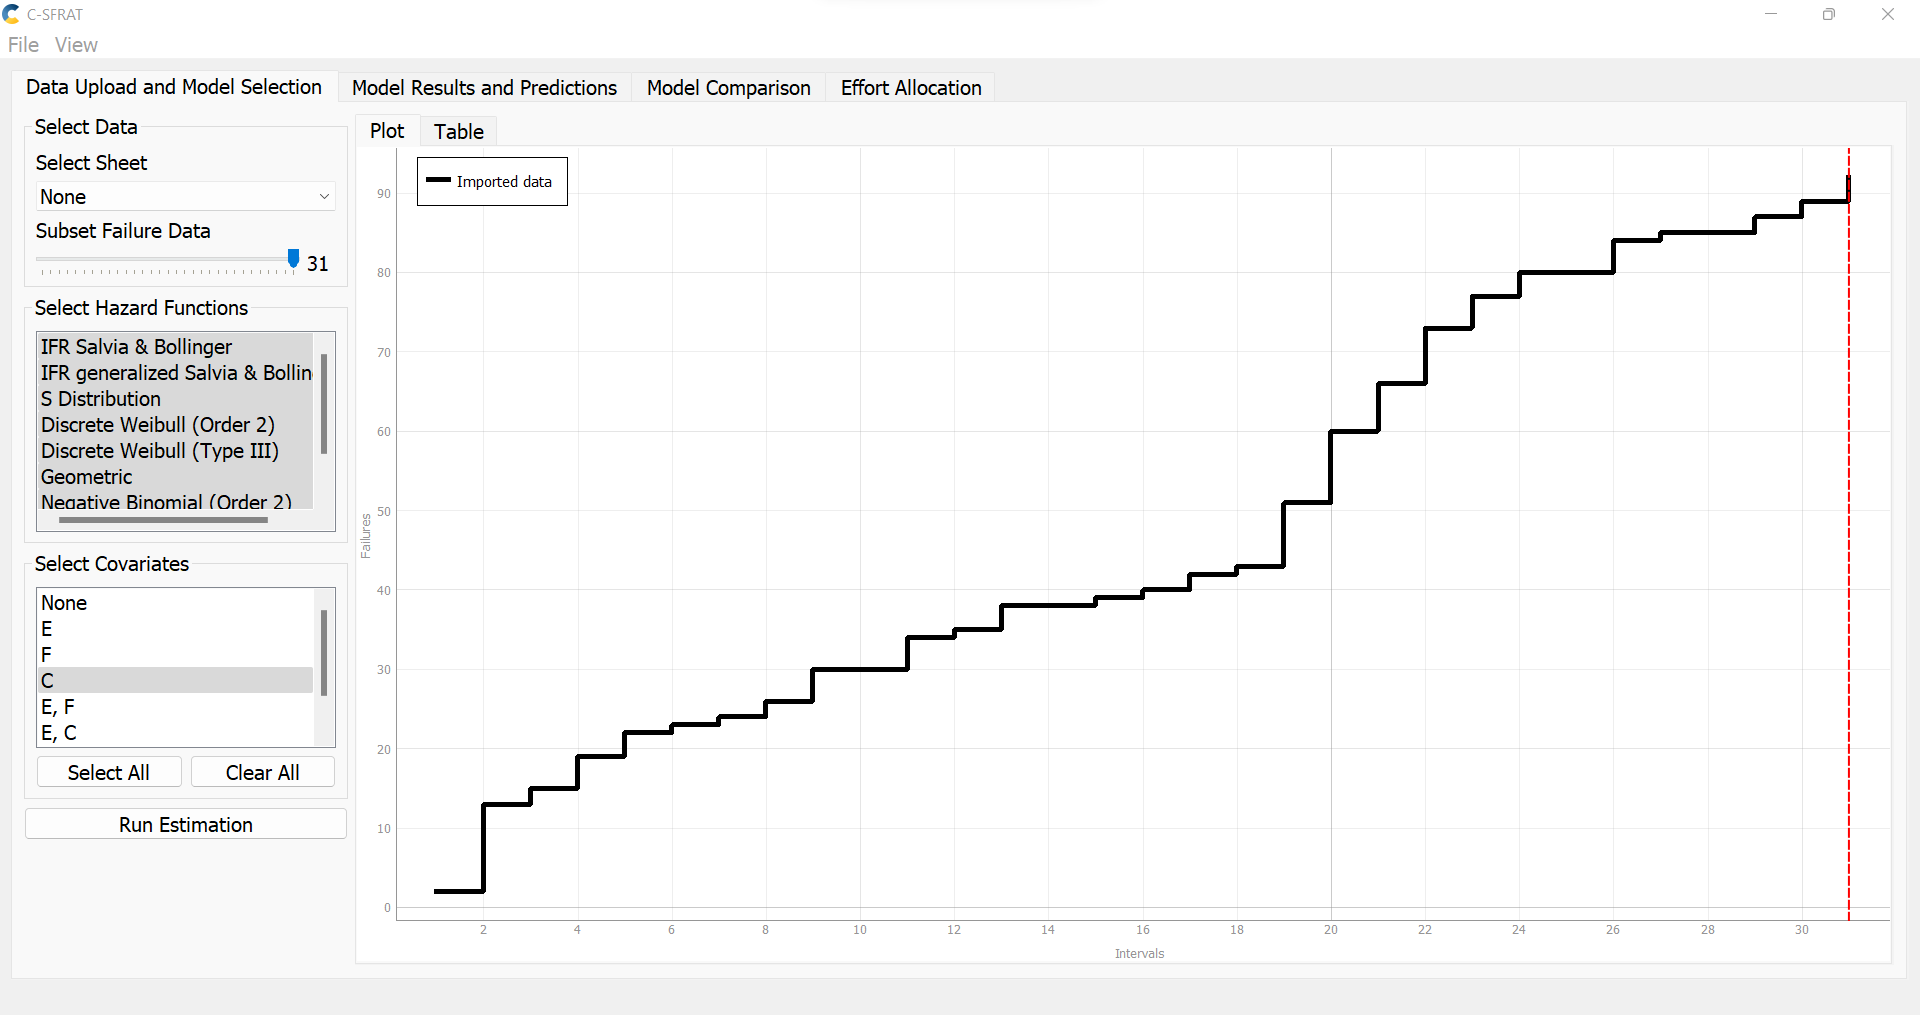 C-SFRAT
File View
Data Upload and Model Selection Model Results and Predictions Model Comparison Effort Allocation
Select Data
Select Sheet
None
Subset Failure Data
31
Select Hazard Functions
IFR Salvia & Bollinger
IFR generalized Salvia & Bollin
S Distribution
Discrete Weibull (Order 2)
Discrete Weibull (Type III)
Geometric
Negative Binomial (Order 2)
Select Covariates
None
E
F
C
E, F
E, C
Select All Clear All
Run Estimation
Plot Table
Imported data
90
80
70
60
50
40
30
20
10
0
Failures
2 4 6 8 10 12 14 16 18 20 22 24 26 28 30
Intervals